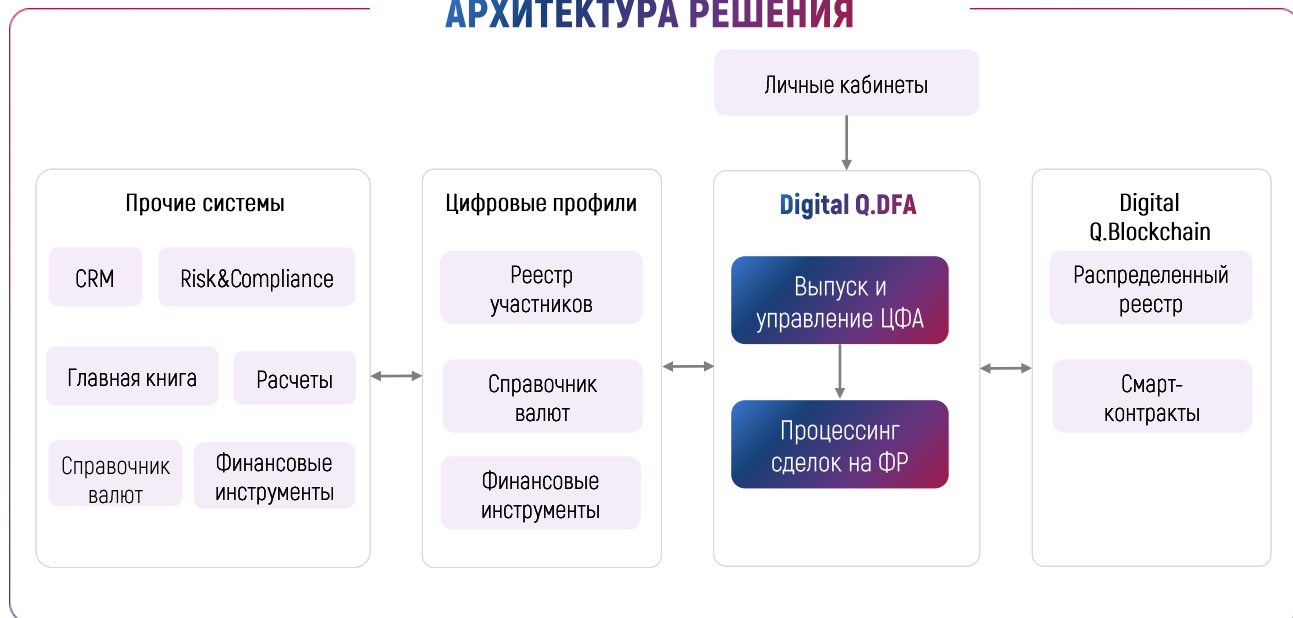 АРХИТЕКТУРА РЕШЕНИЯ
Личные кабинеты
Прочие системы
CRM
Risk&Compliance
Главная книга
Расчеты
Справочник
валют
Финансовые
инструменты
Цифровые профили
Реестр
участников
Справочник
валют
Финансовые
инструменты
Digital Q.DFA
Выпуск и
управление ЦФА
Процессинг
сделок на ФР
Digital
Q.Blockchain
Распределенный
реестр
Смарт-
контракты